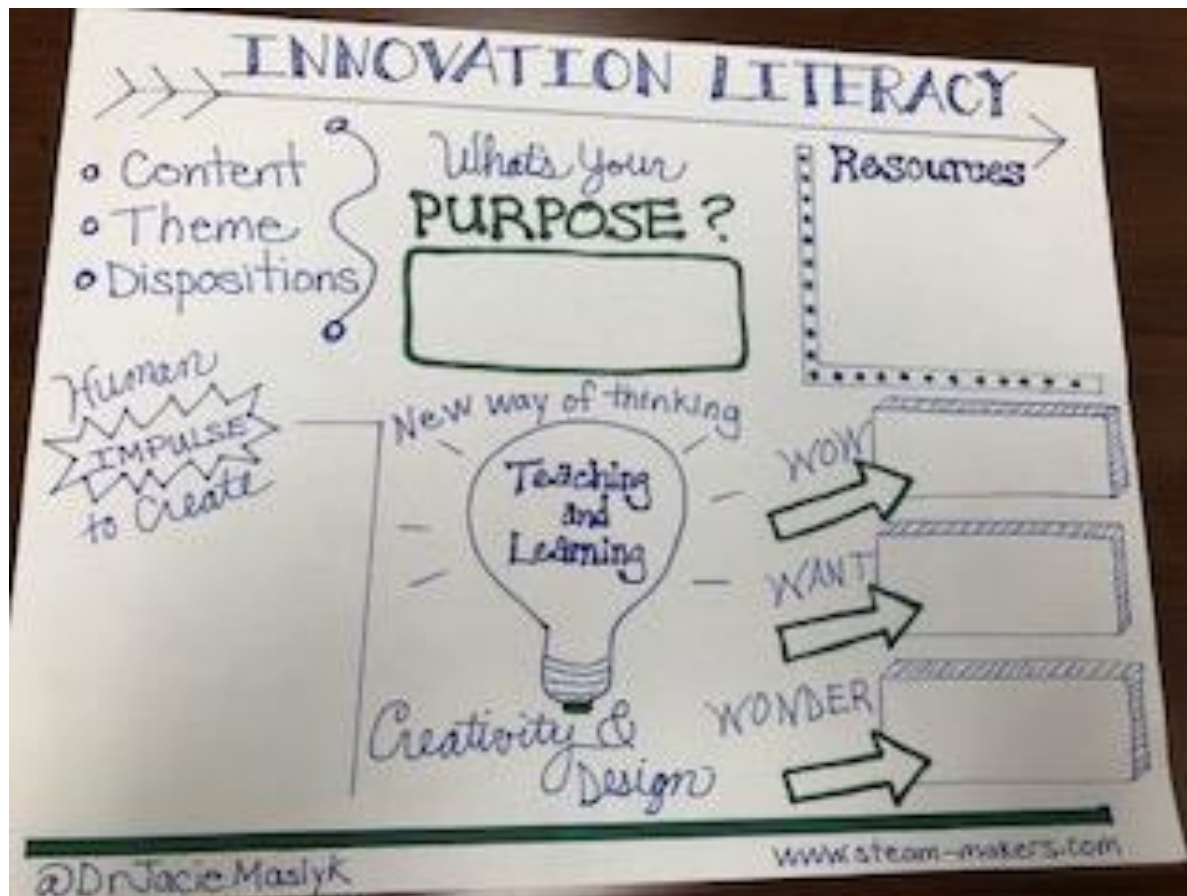 INNOVATION LITERACY
Content
Theme
Dispositions
What's Your
PURPOSE?
Resources
Human
IMPULSE
to Create
New way of thinking
Teaching
and
Learning
Creativity &
Design
WOW
WANT
WONDER
@DrJacieMaslyk
www.steam-makers.com